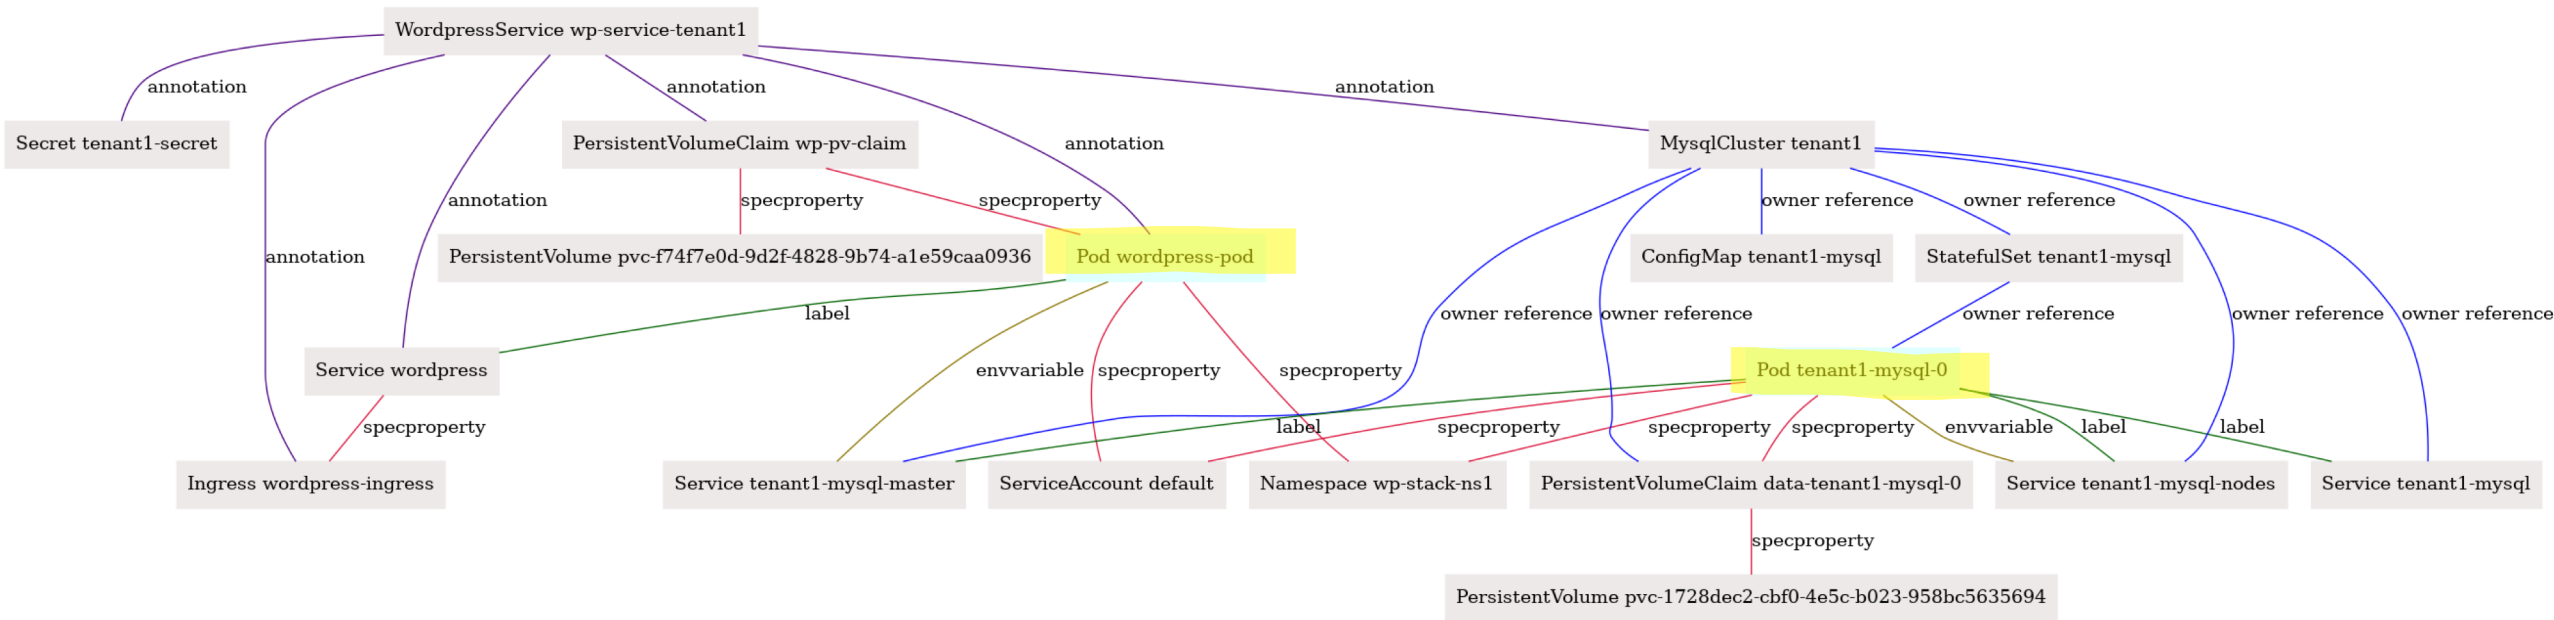 WordpressService wp-service-tenant1
annotation
annotation
annotation
Secret tenant1-secret
PersistentVolumeClaim wp-pv-claim
annotation
MysqlCluster tenant1
annotation
specproperty
specproperty
owner reference
owner reference
annotation
PersistentVolume pvc-f74f7e0d-9d2f-4828-9b74-a1e59caa0936
Pod wordpress-pod
ConfigMap tenant1-mysql
StatefulSet tenant1-mysql
label
owner reference
owner reference
owner reference
owner reference
owner reference
Service wordpress
envvariable
specproperty
specproperty
Pod tenant1-mysql-0
specproperty
label
specproperty
specproperty
specproperty
envvariable
label
label
Ingress wordpress-ingress
Service tenant1-mysql-master
ServiceAccount default
Namespace wp-stack-ns1
PersistentVolumeClaim data-tenant1-mysql-0
Service tenant1-mysql-nodes
Service tenant1-mysql
specproperty
PersistentVolume pvc-1728dec2-cbf0-4e5c-b023-958bc5635694